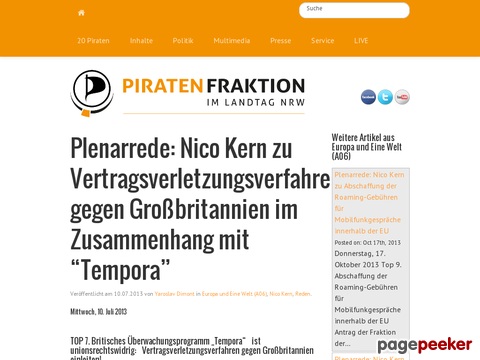 Suche
20 Piraten Inhalte Politik Multimedia Presse Service LIVE
PIRATENFRAKTION
IM LANDTAG NRW
facebook
YouTube
Plenarrede: Nico Kern zu
Vertragsverletzungsverfahre
gegen Großbritannien im
Zusammenhang mit
“Tempora”
Veröffentlicht am 10.07.2013 von Yaroslav Dimont in Europa und Eine Welt (A06), Nico Kern, Reden.
Mittwoch, 10. Juli 2013
TOP 7. Britisches Überwachungsprogramm „Tempora“ ist
unionsrechtswidrig: Vertragsverletzungsverfahren gegen Großbritannien
einleiten!
Weitere Artikel aus
Europa und Eine Welt
(A06)
Plenarrede: Nico Kern
zu Abschaffung der
Roaming-Gebühren
für
Mobilfunkgespräche
innerhalb der EU
Posted on: Oct 17th, 2013
Donnerstag, 17.
Oktober 2013 Top 9.
Abschaffung der
Roaming-Gebühren
für
Mobilfunkgespräche
innerhalb der EU
Antrag der Fraktion
der...
pagepeeker